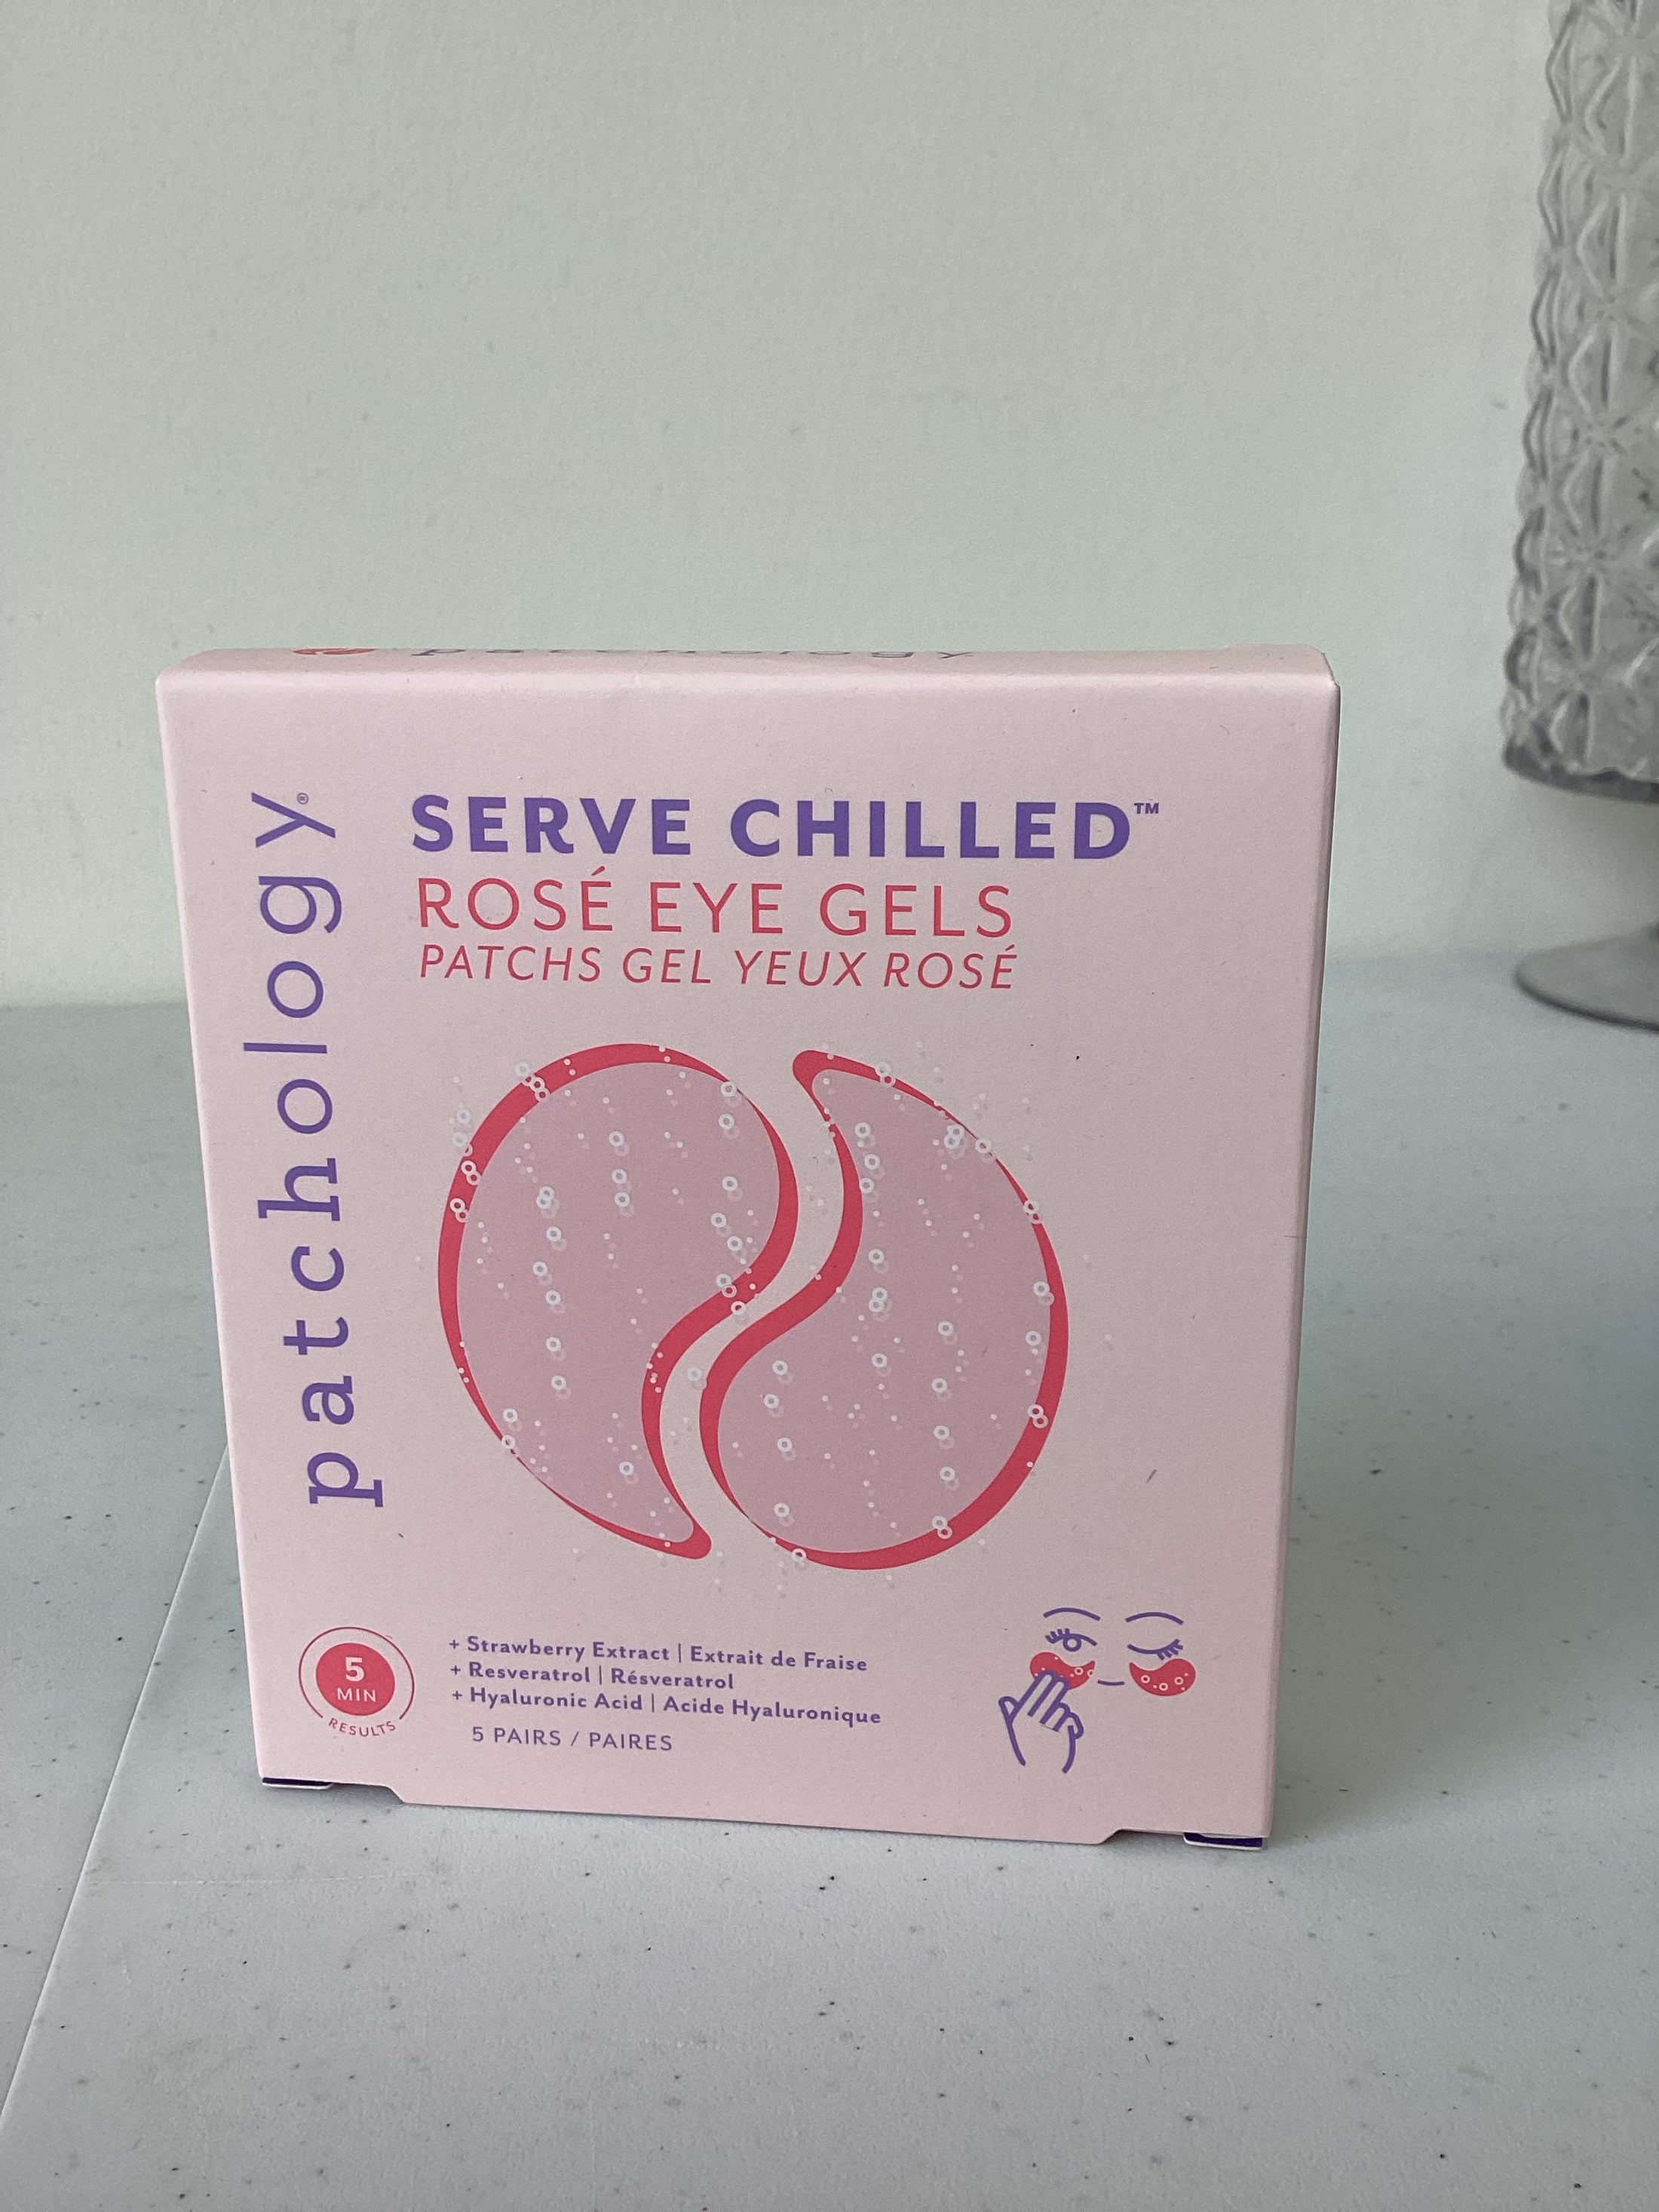 patchology
patchology®
SERVE CHILLED™
ROSÉ EYE GELS
PATCHS GEL YEUX ROSÉ
5
MIN
RESULTS
+ Strawberry Extract | Extrait de Fraise
+ Resveratrol | Résveratrol
+ Hyaluronic Acid | Acide Hyaluronique
5 PAIRS / PAIRES